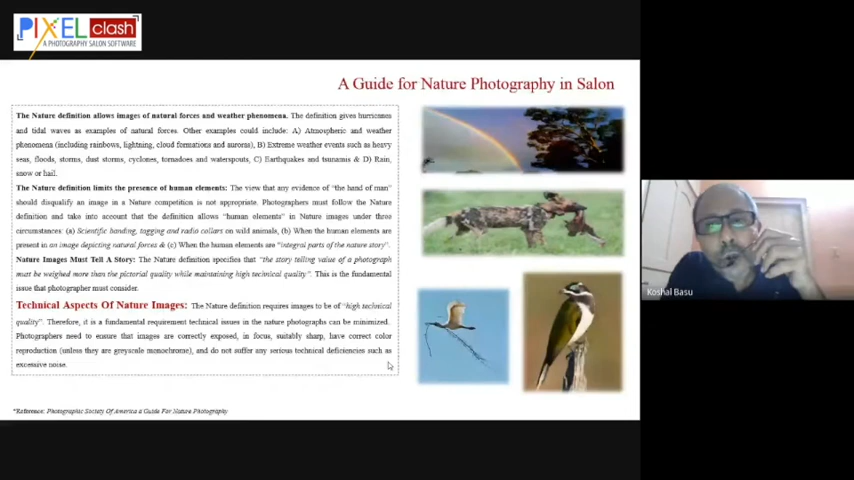 PIXEL clash
A PHOTOGRAPHY SALON SOFTWARE
A Guide for Nature Photography in Salon
The Nature definition allows images of natural forces and weather phenomena. The definition gives hurricanes
and tidal waves as examples of natural forces. Other examples could include: A) Atmospheric and weather
phenomena (including rainbows, lightning, cloud formations and aurora), B) Extreme weather events such as heavy
seas, floods, storms, dust storms, cyclones, tornadoes and waterspouts, C) Earthquakes and tsunamis & D) Rain,
snow or hail.
The Nature definition limits the presence of human elements: The view that any evidence of "the hand of man"
should disqualify an image in a Nature competition is not appropriate. Photographers must follow the Nature
definition and take into account that the definition allows "human elements" in Nature images under three
circumstances: (a) Scientific banding, tagging and radio collars on wild animals, (b) When the human elements are
present in an image depicting natural forces & (c) When the human elements are "integral parts of the nature story".
Nature Images Must Tell A Story: The Nature definition specifies that "the story telling value of a photograph
must be weighed more than the pictorial quality while maintaining high technical quality". This is the fundamental
issue that photographer must consider.
Technical Aspects Of Nature Images: The Nature definition requires images to be of "high technical
quality". Therefore, it is a fundamental requirement technical issues in the nature photographs can be minimized.
Photographers need to ensure that images are correctly exposed, in focus, suitably sharp, have correct color
reproduction (unless they are greyscale monochrome), and do not suffer any serious technical deficiencies such as
excessive noise.
*Reference: Photographic Society Of America a Guide For Nature Photography
Koshal Basu